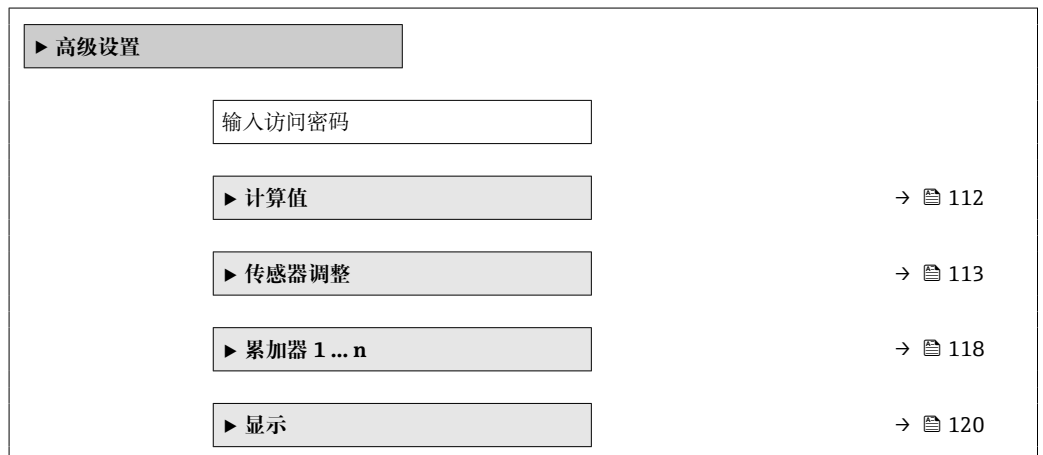 ▶ 高级设置
输入访问密码
▶ 计算值 → 112
▶ 传感器调整 → 113
▶ 累加器 1 … n → 118
▶ 显示 → 120